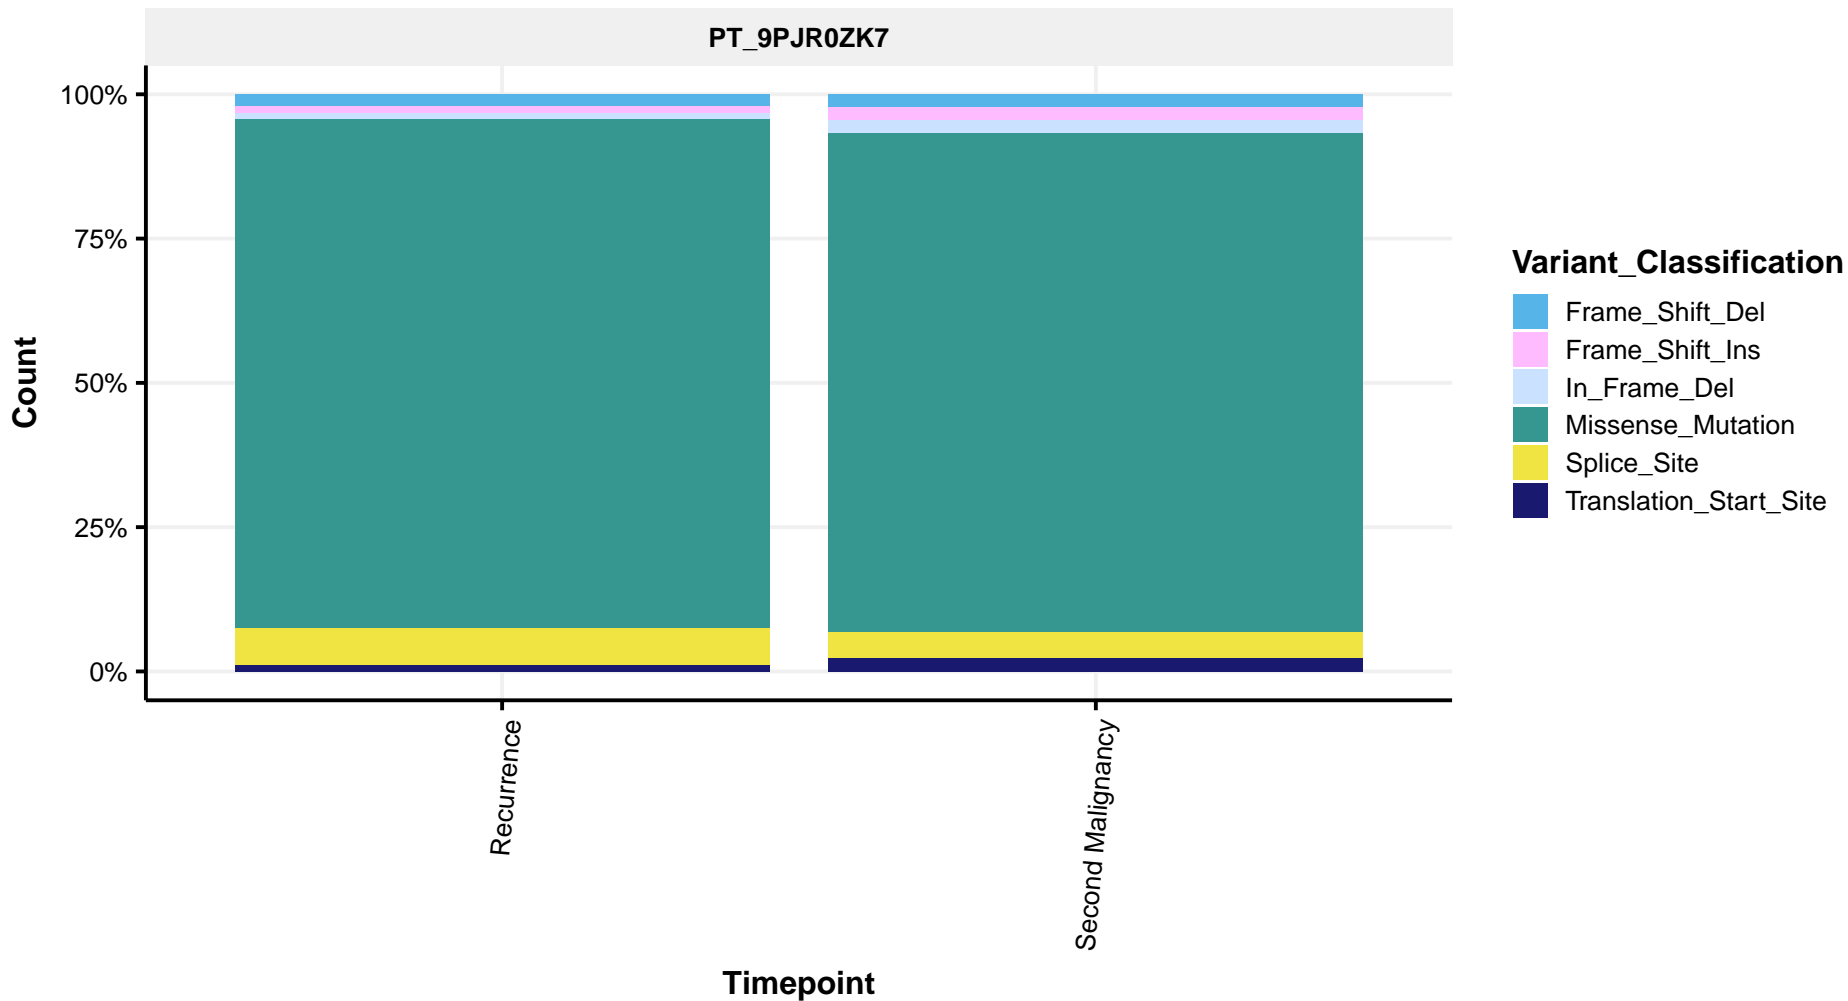 PT_9PJR0ZK7
100%
75%
50%
25%
0%
Count
Recurrence
Second Malignancy
Timepoint
Variant_Classification
Frame_Shift_Del
Frame_Shift_Ins
In_Frame_Del
Missense_Mutation
Splice_Site
Translation_Start_Site